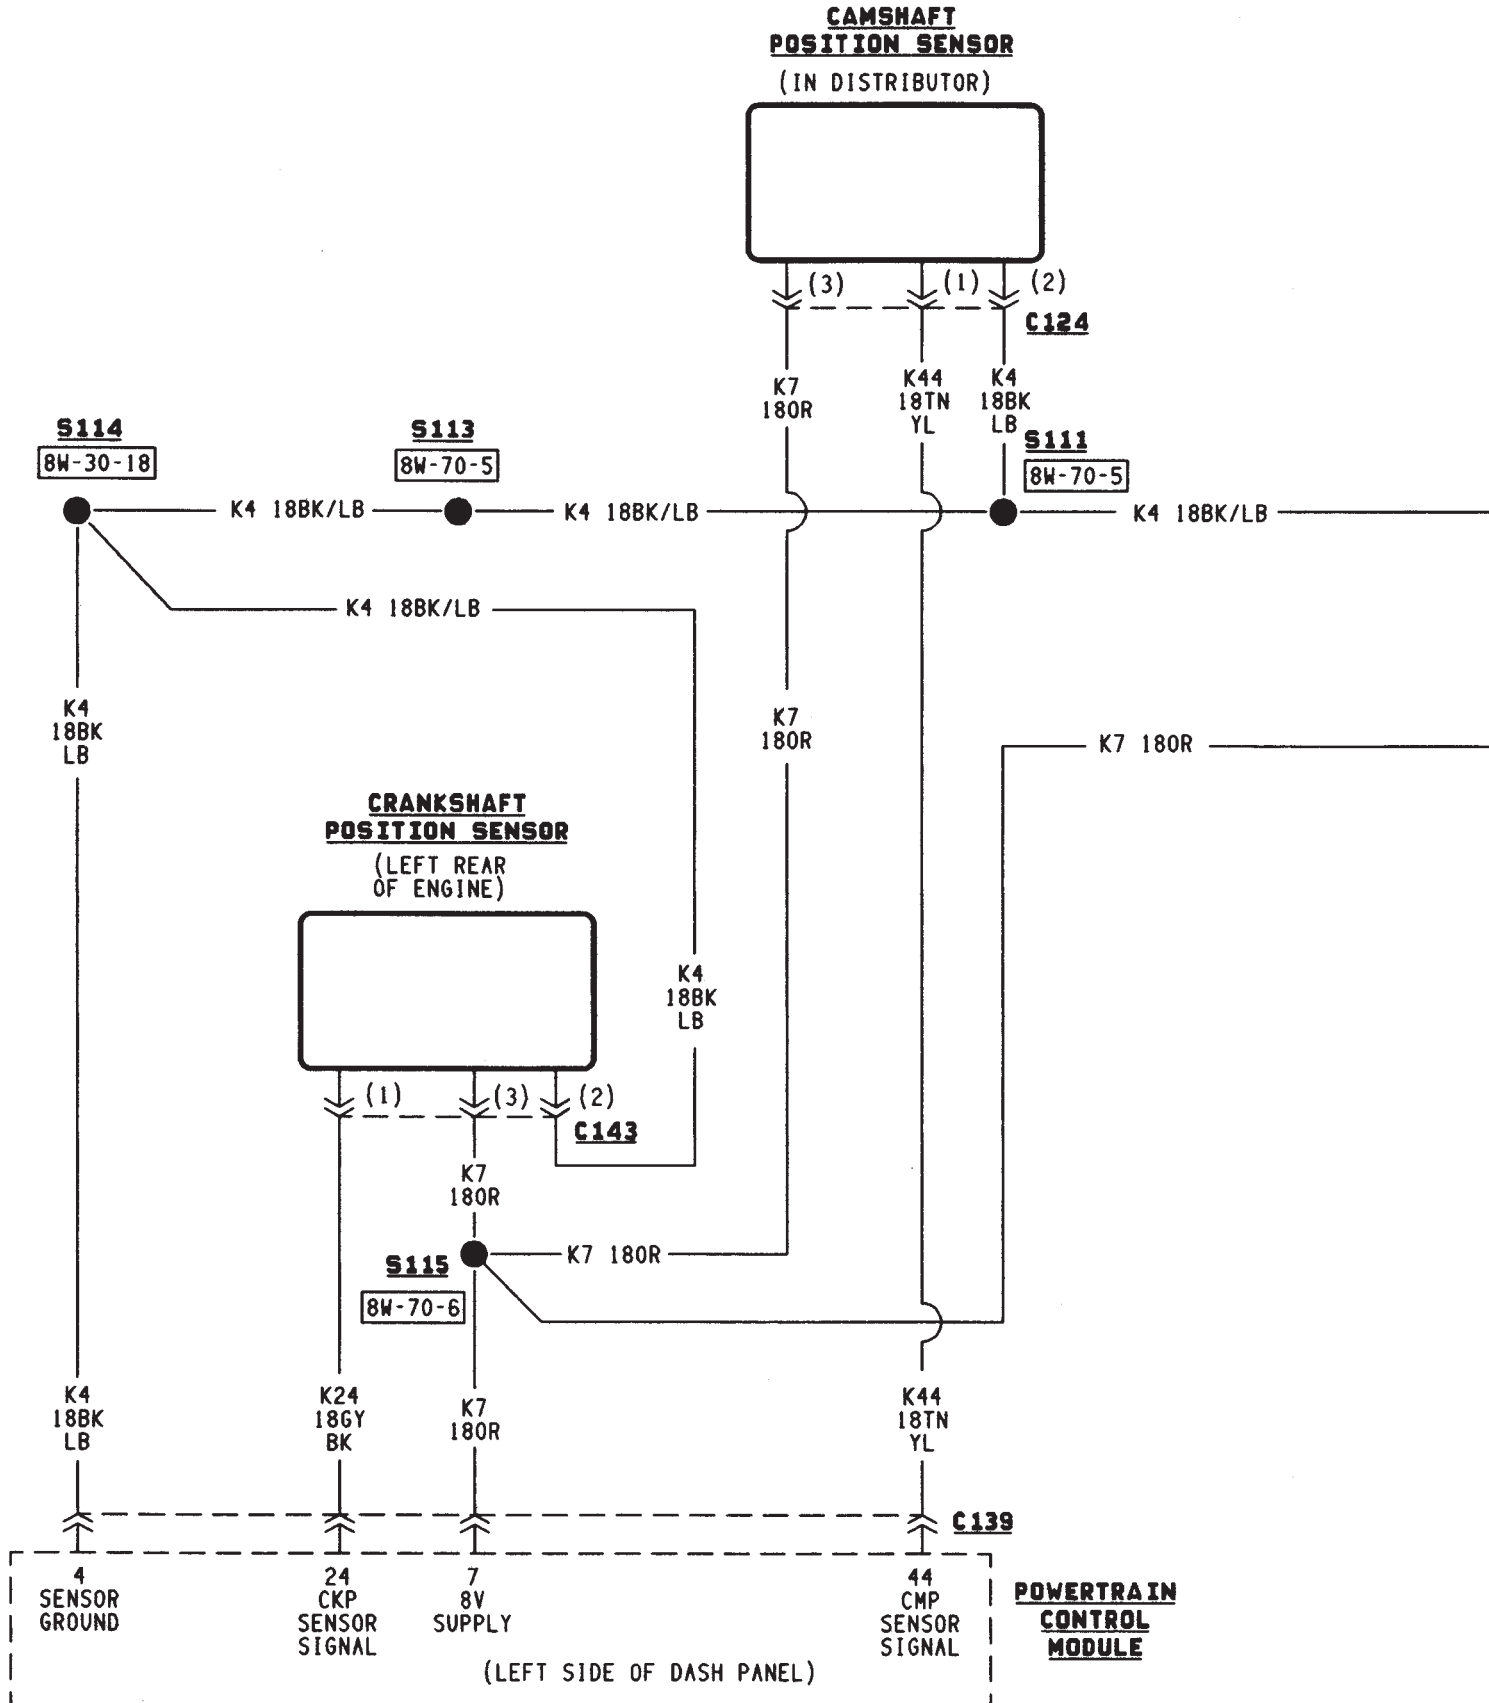 CAMSHAFT
POSITION SENSOR
(IN DISTRIBUTOR)
(3)
(1)
(2)
C124
K7
18OR
K44
18TN
YL
K4
18BK
LB
S114
8W-30-18
S113
8W-70-5
S111
8W-70-5
K4 18BK/LB
K4 18BK/LB
K4 18BK/LB
K4 18BK/LB
K4
18BK
LB
K7
18OR
K7 18OR
CRANKSHAFT
POSITION SENSOR
(LEFT REAR
OF ENGINE)
K4
18BK
LB
(1)
(3)
(2)
C143
K7
18OR
S115
8W-70-6
K7 18OR
K4
18BK
LB
K24
18GY
BK
K7
18OR
K44
18TN
YL
C139
4
SENSOR
GROUND
24
CKP
SENSOR
SIGNAL
7
8V
SUPPLY
44
CMP
SENSOR
SIGNAL
(LEFT SIDE OF DASH PANEL)
POWERTRAIN
CONTROL
MODULE